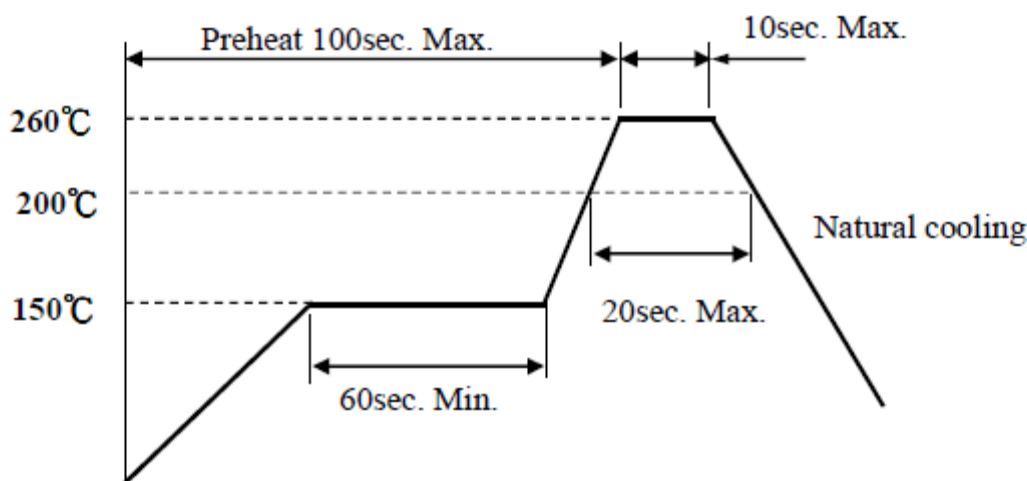 Preheat 100sec. Max.
10sec. Max.
260℃
200℃
Natural cooling
150℃
20sec. Max.
60sec. Min.